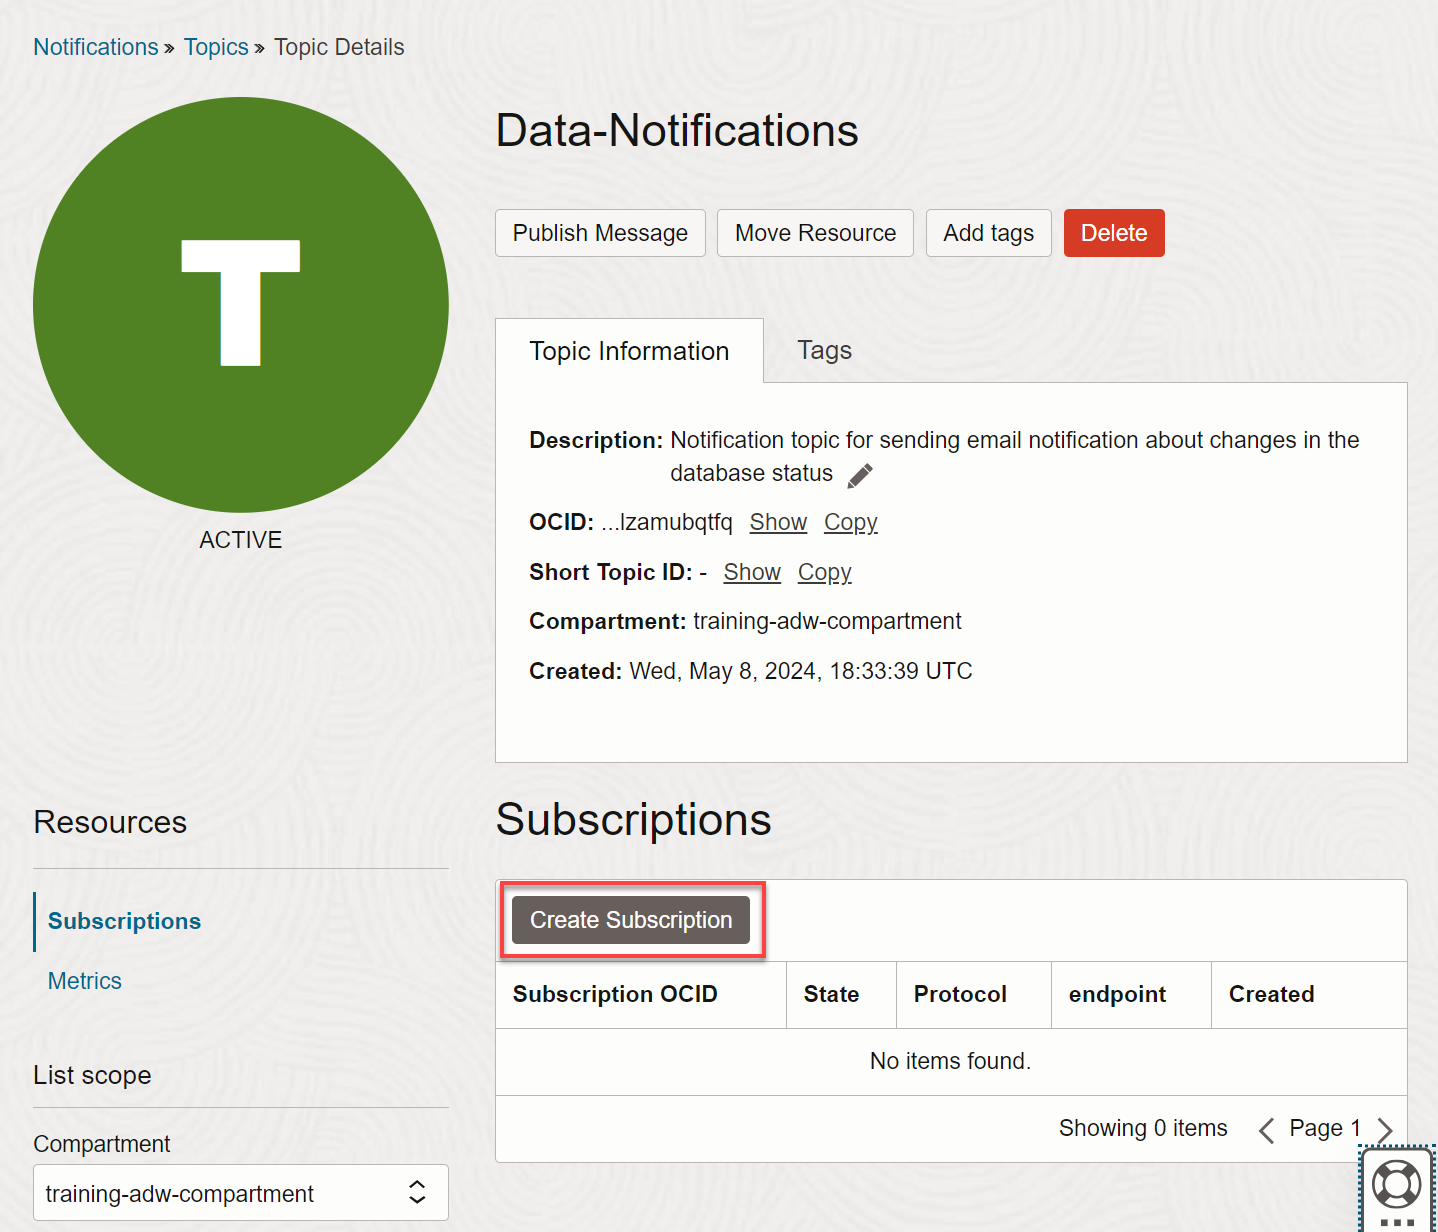 Notifications » Topics » Topic Details
T
ACTIVE
Data-Notifications
Publish Message Move Resource Add tags Delete
Topic Information Tags
Description: Notification topic for sending email notification about changes in the
database status
OCID: ...lzamubqtfq Show Copy
Short Topic ID: - Show Copy
Compartment: training-adw-compartment
Created: Wed, May 8, 2024, 18:33:39 UTC
Resources
Subscriptions
Metrics
List scope
Compartment
training-adw-compartment
Subscriptions
Create Subscription
Subscription OCID State Protocol endpoint Created
No items found.
Showing 0 items Page 1